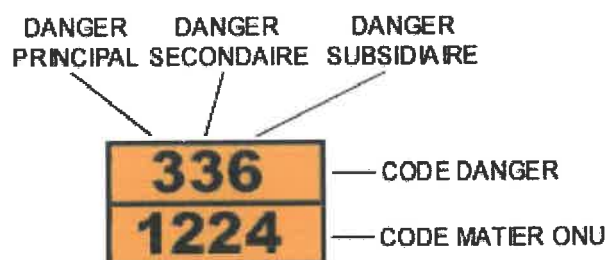 DANGER DANGER DANGER
PRINCIPAL SECONDAIRE SUBSIDIAIRE
336
CODE DANGER
1224
CODE MATIER ONU